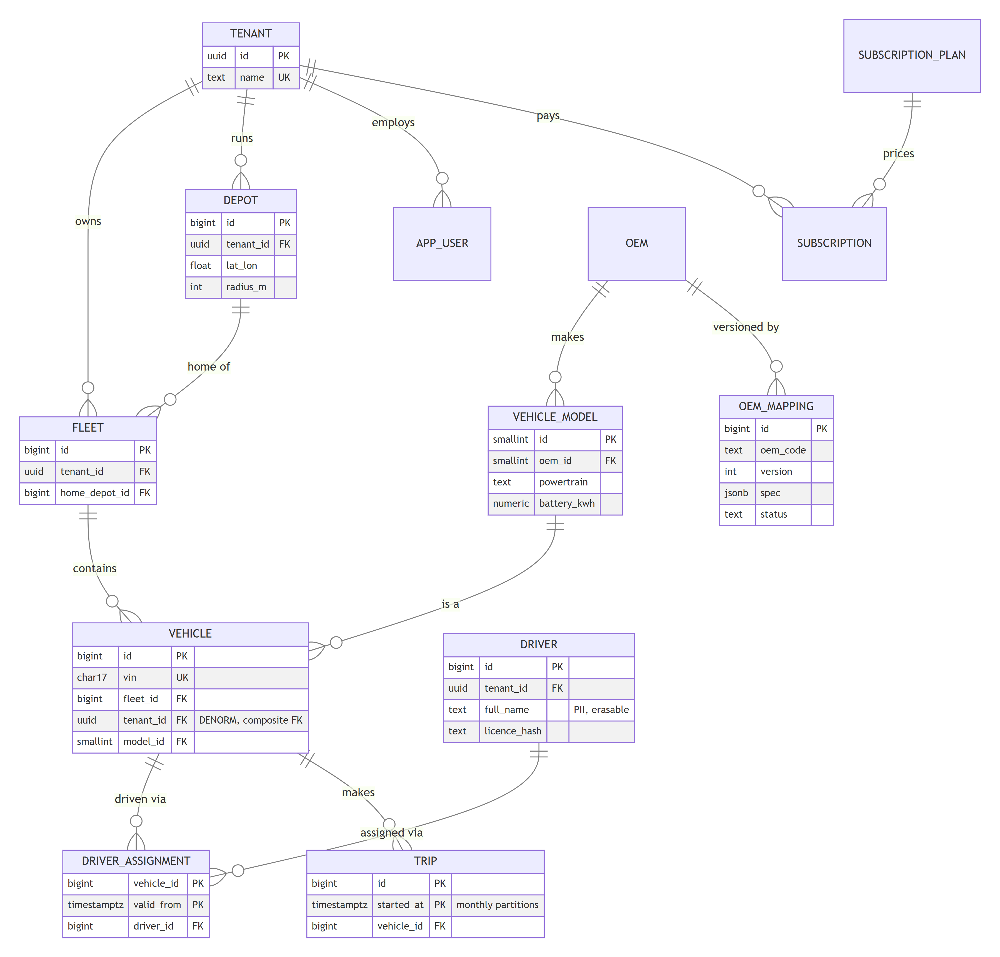 TENANT
uuid id PK
text name UK
SUBSCRIPTION_PLAN
pays
employs
runs
prices
owns
DEPOT
bigint id PK
uuid tenant_id FK
float lat_lon
int radius_m
APP_USER
OEM
SUBSCRIPTION
makes
versioned by
home of
FLEET
bigint id PK
uuid tenant_id FK
bigint home_depot_id FK
VEHICLE_MODEL
smallint id PK
smallint oem_id FK
text powertrain
numeric battery_kwh
OEM_MAPPING
bigint id PK
text oem_code
int version
jsonb spec
text status
contains
is a
VEHICLE
bigint id PK
char17 vin UK
bigint fleet_id FK
uuid tenant_id FK DENORM, composite FK
smallint model_id FK
DRIVER
bigint id PK
uuid tenant_id FK
text full_name PII, erasable
text licence_hash
driven via
makes
assigned via
DRIVER_ASSIGNMENT
bigint vehicle_id PK
timestamptz valid_from PK
bigint driver_id FK
TRIP
bigint id PK
timestamptz started_at PK monthly partitions
bigint vehicle_id FK